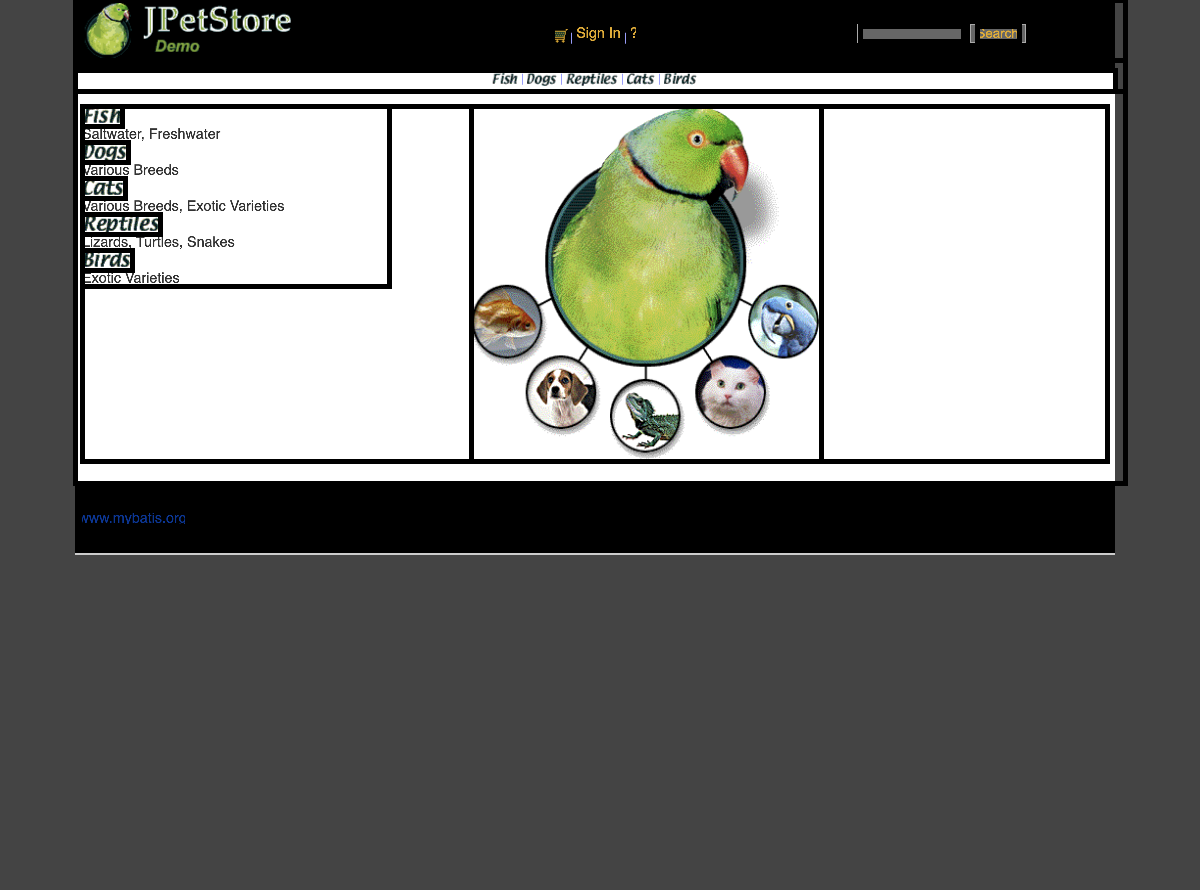 JPetStore
Demo
Sign In ?
Search
Fish Dogs Reptiles Cats Birds
Fish
Saltwater, Freshwater
Dogs
Various Breeds
Cats
Various Breeds, Exotic Varieties
Reptiles
Lizards, Turtles, Snakes
Birds
Exotic Varieties
www.mybatis.org